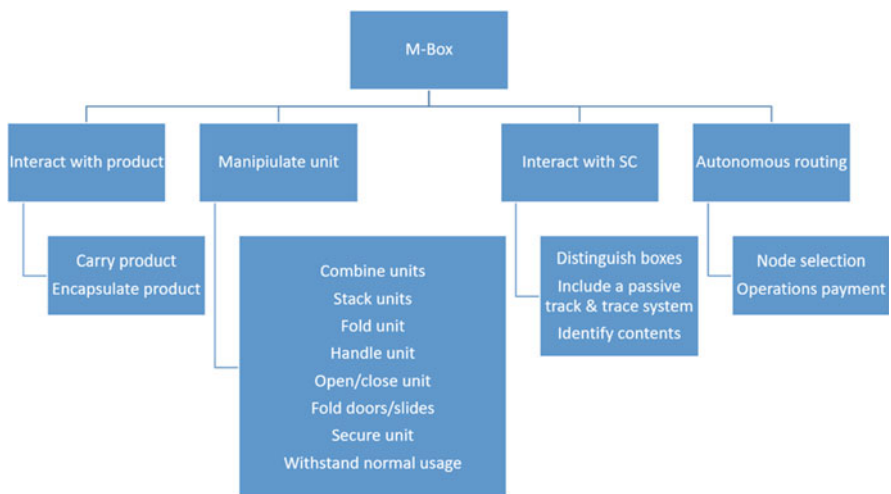 M-Box
Interact with product
Manipiulate unit
Interact with SC
Autonomous routing
Carry product
Encapsulate product
Combine units
Stack units
Fold unit
Handle unit
Open/close unit
Fold doors/slides
Secure unit
Withstand normal usage
Distinguish boxes
Include a passive
track & trace system
Identify contents
Node selection
Operations payment